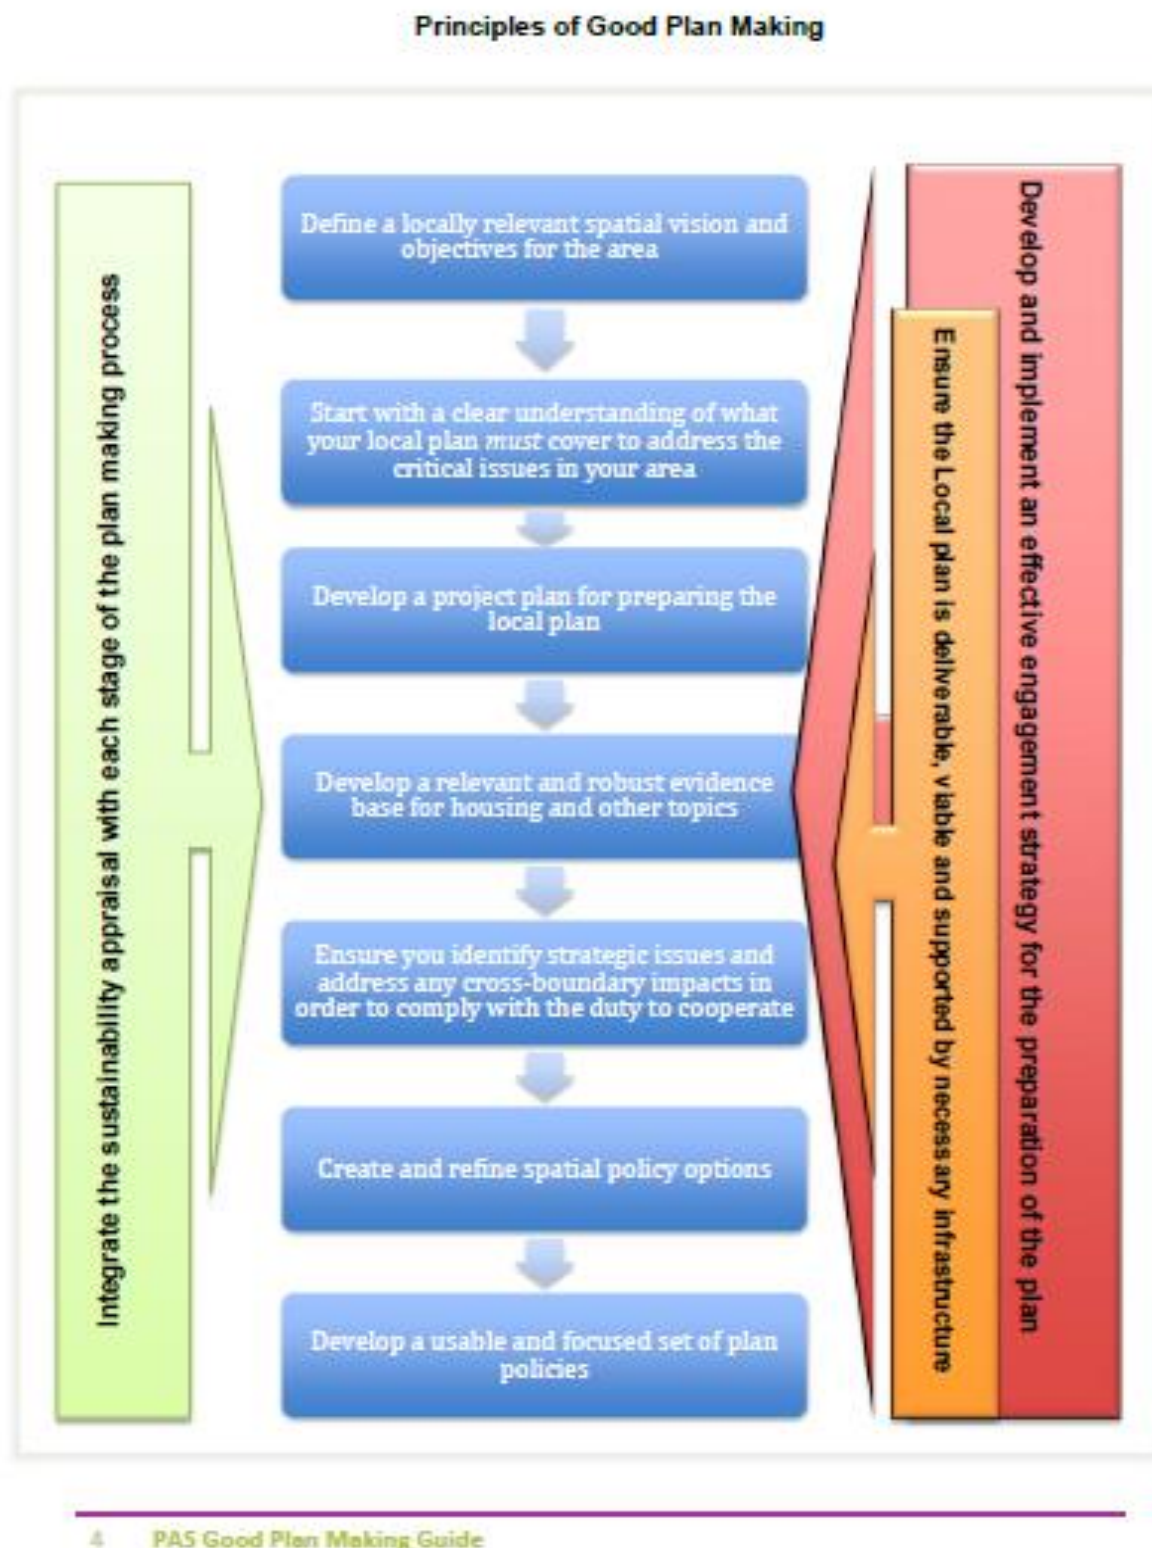 Principles of Good Plan Making
Integrate the sustainability appraisal with each stage of the plan making process
Define a locally relevant spatial vision and
objectives for the area
Start with a clear understanding of what
your local plan must cover to address the
critical issues in your area
Develop a project plan for preparing the
local plan
Develop a relevant and robust evidence
base for housing and other topics
Ensure you identify strategic issues and
address any cross-boundary impacts in
order to comply with the duty to cooperate
Create and refine spatial policy options
Develop a usable and focused set of plan
policies
Ensure the Local plan is deliverable, viable and supported by necessary infrastructure
Develop and implement an effective engagement strategy for the preparation of the plan
4 PAS Good Plan Making Guide